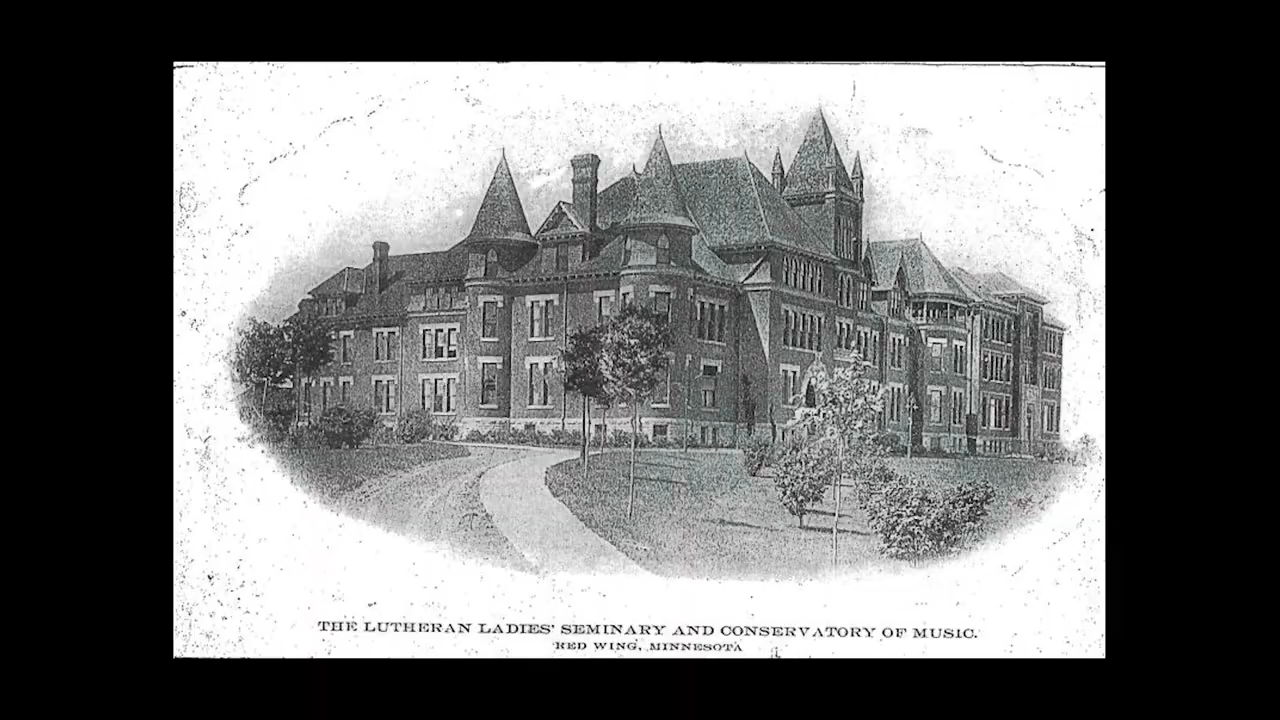 THE LUTHERAN LADIES' SEMINARY AND CONSERVATORY OF MUSIC.
RED WING, MINNESOTA